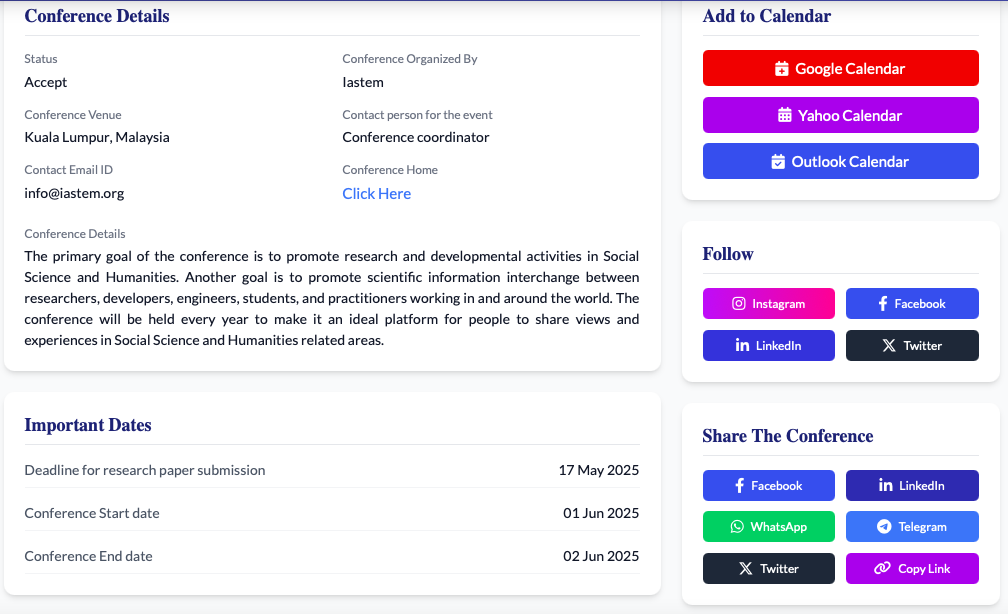 Conference Details
Status
Accept
Conference Organized By
Iastem
Conference Venue
Kuala Lumpur, Malaysia
Contact person for the event
Conference coordinator
Contact Email ID
info@iastem.org
Conference Home
Click Here
Conference Details
The primary goal of the conference is to promote research and developmental activities in Social
Science and Humanities. Another goal is to promote scientific information interchange between
researchers, developers, engineers, students, and practitioners working in and around the world. The
conference will be held every year to make it an ideal platform for people to share views and
experiences in Social Science and Humanities related areas.
Important Dates
Deadline for research paper submission 17 May 2025
Conference Start date 01 Jun 2025
Conference End date 02 Jun 2025
Add to Calendar
Google Calendar
Yahoo Calendar
Outlook Calendar
Follow
Instagram Facebook
LinkedIn Twitter
Share The Conference
Facebook LinkedIn
WhatsApp Telegram
Twitter Copy Link